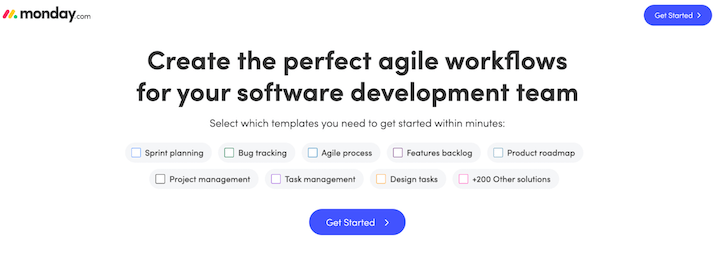 monday.com
Get Started
Create the perfect agile workflows
for your software development team
Select which templates you need to get started within minutes:
Sprint planning
Bug tracking
Agile process
Features backlog
Product roadmap
Project management
Task management
Design tasks
+200 Other solutions
Get Started